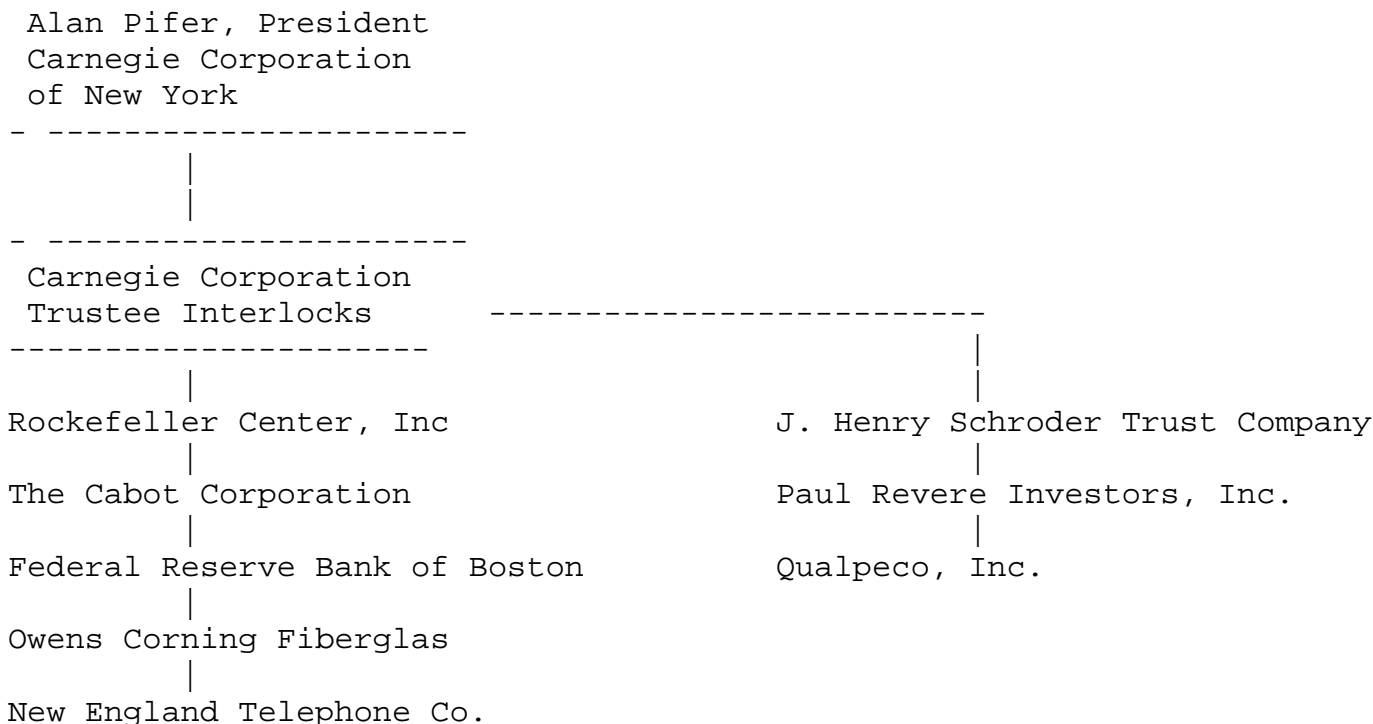 Alan Pifer, President
Carnegie Corporation
of New York
- ----------------------
|
|
- ----------------------
Carnegie Corporation
Trustee Interlocks --------------------------
---------------------- |
| |
Rockefeller Center, Inc J. Henry Schroder Trust Company
| |
The Cabot Corporation Paul Revere Investors, Inc.
| |
Federal Reserve Bank of Boston Qualpeco, Inc.
|
Owens Corning Fiberglas
|
New England Telephone Co.